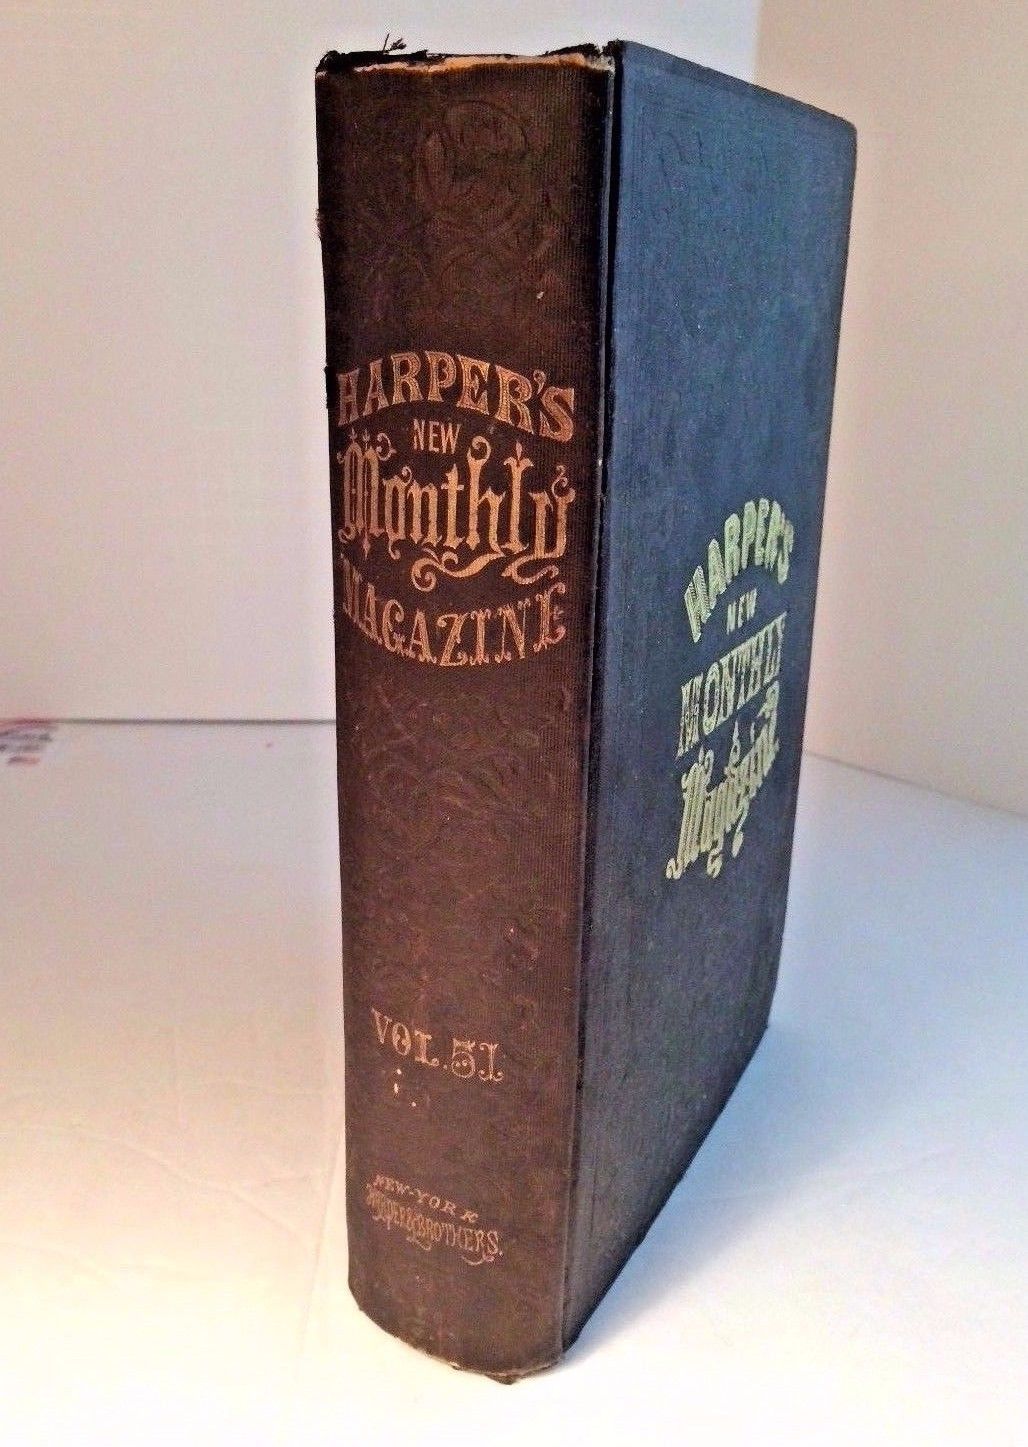 HARPER'S
NEW
Monthly
MAGAZINE
VOL. 51
NEW-YORK
HARPER & BROTHERS.
HARPER'S
NEW
MONTHLY
Magazine.